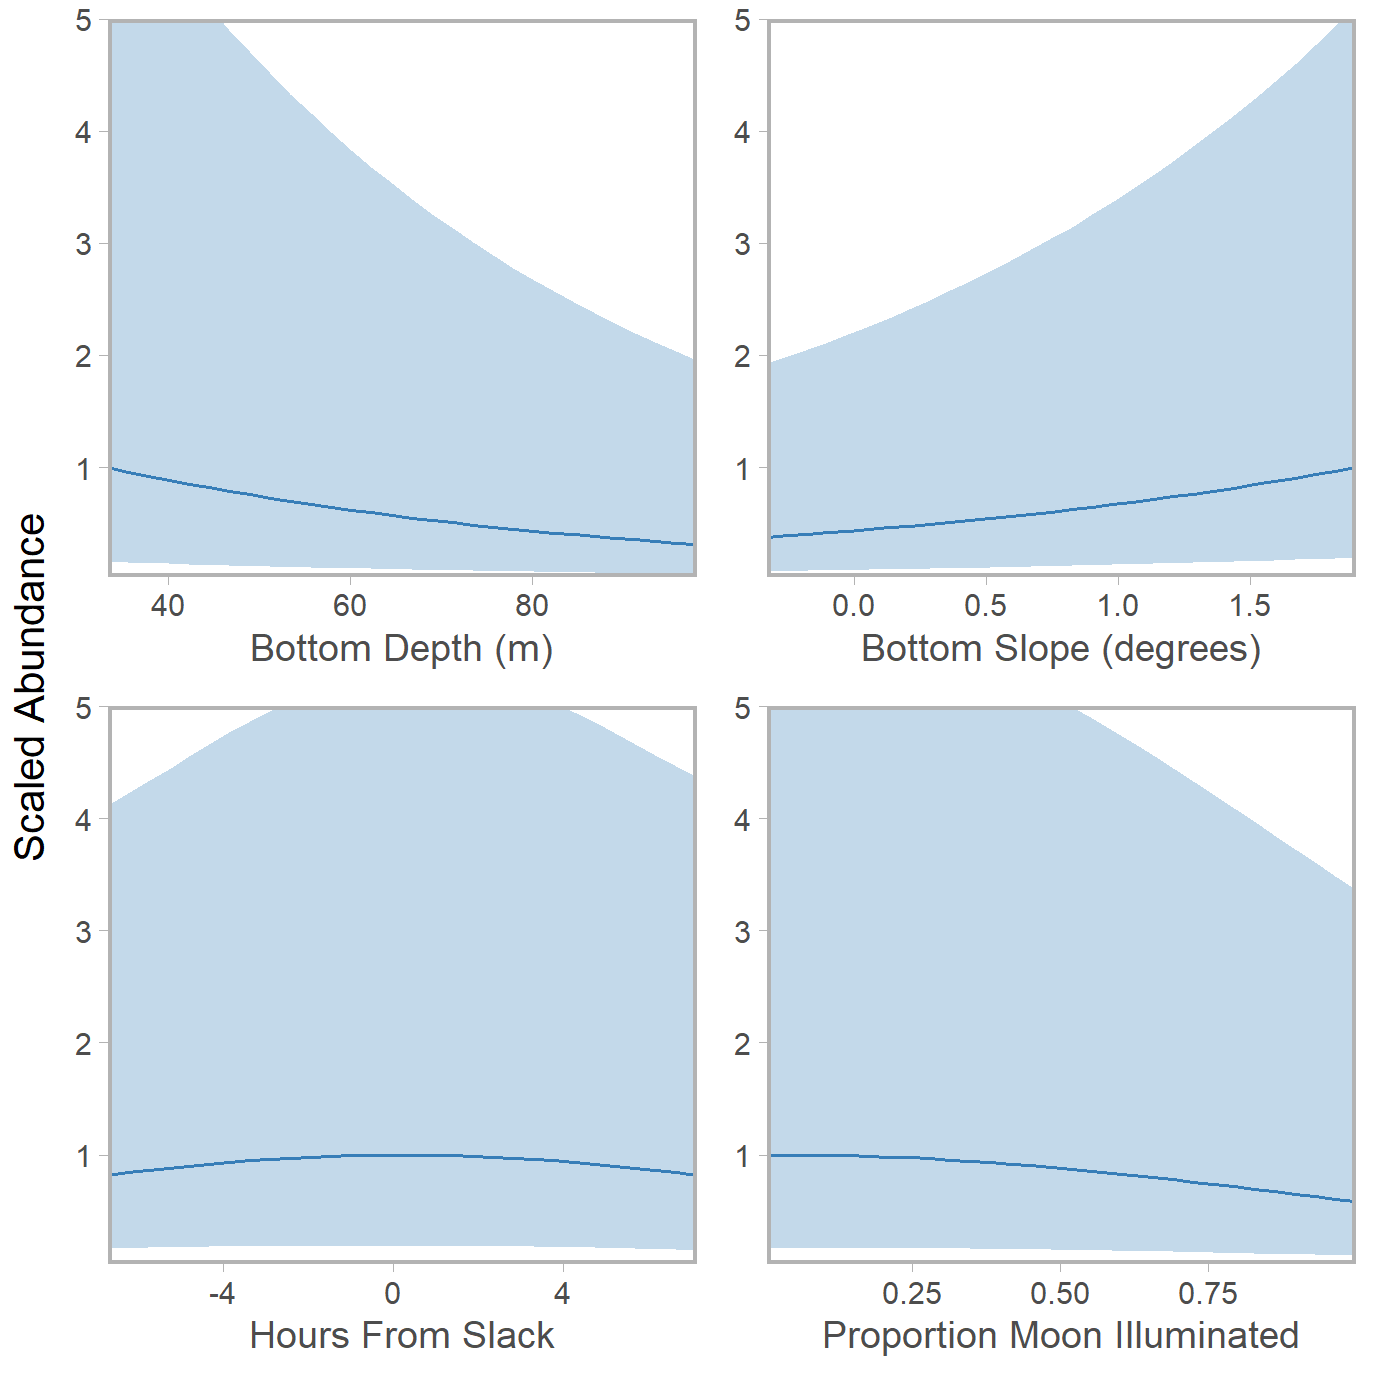 Scaled Abundance
5
4
3
2
1
40 60 80
Bottom Depth (m)
5
4
3
2
1
0.0 0.5 1.0 1.5
Bottom Slope (degrees)
5
4
3
2
1
-4 0 4
Hours From Slack
5
4
3
2
1
0.25 0.50 0.75
Proportion Moon Illuminated